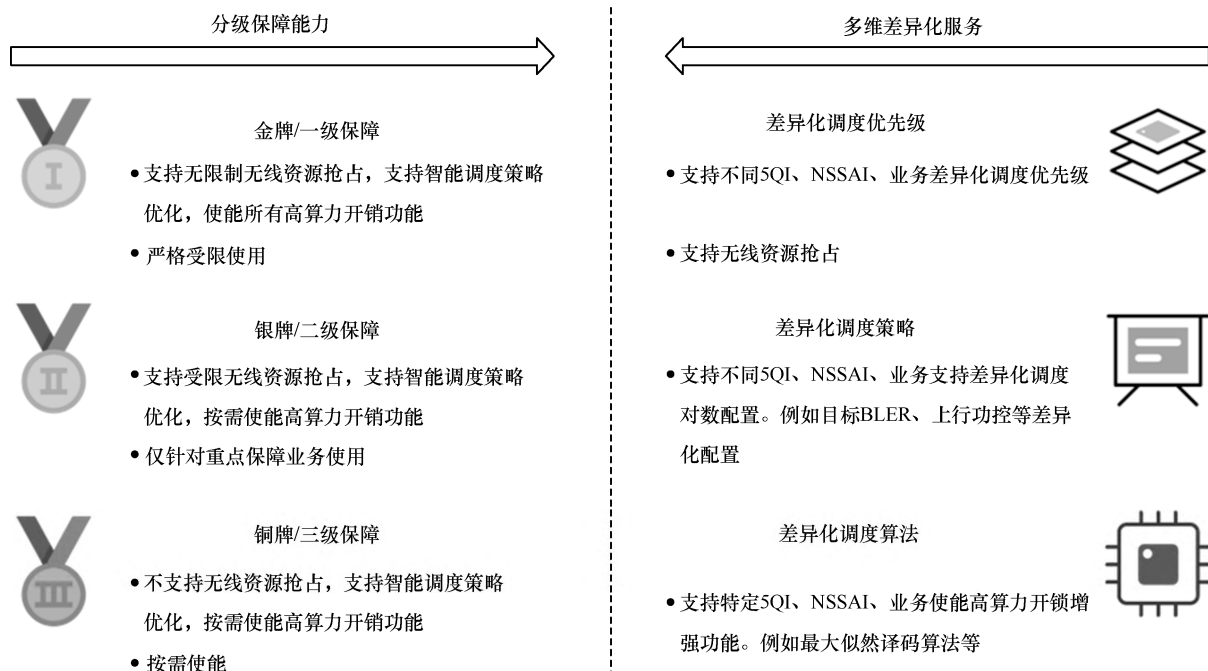 分级保障能力
金牌/一级保障
•支持无限制无线资源抢占，支持智能调度策略
优化，使能所有高算力开销功能
•严格受限使用
银牌/二级保障
•支持受限无线资源抢占，支持智能调度策略
优化，按需使能高算力开销功能
•仅针对重点保障业务使用
铜牌/三级保障
•不支持无线资源抢占，支持智能调度策略
优化，按需使能高算力开销功能
•按需使能
多维差异化服务
差异化调度优先级
•支持不同5QI、NSSAI、业务差异化调度优先级
•支持无线资源抢占
差异化调度策略
•支持不同5QI、NSSAI、业务支持差异化调度
对数配置。例如目标BLER、上行功控等差异
化配置
差异化调度算法
•支持特定5QI、NSSAI、业务使能高算力开锁增
强功能。例如最大似然译码算法等
I
II
III